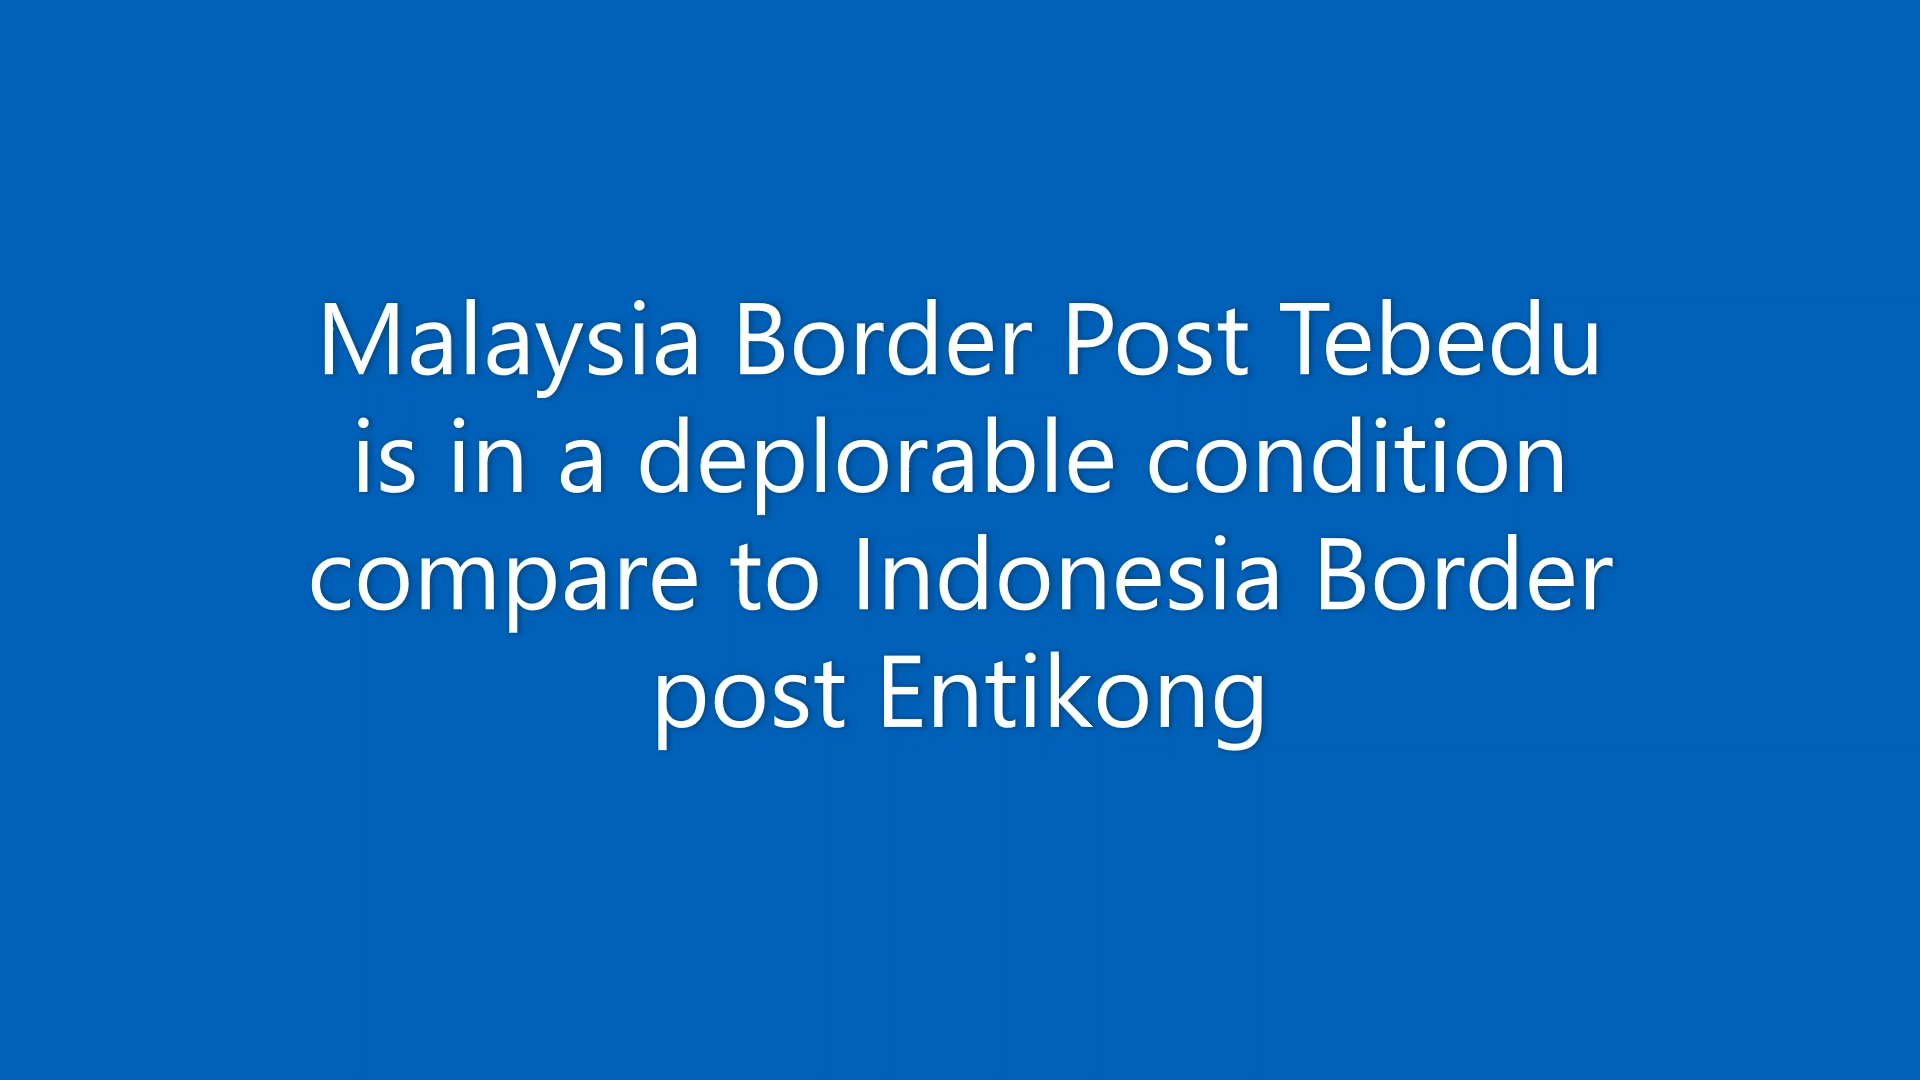 Malaysia Border Post Tebedu
is in a deplorable condition
compare to Indonesia Border
post Entikong